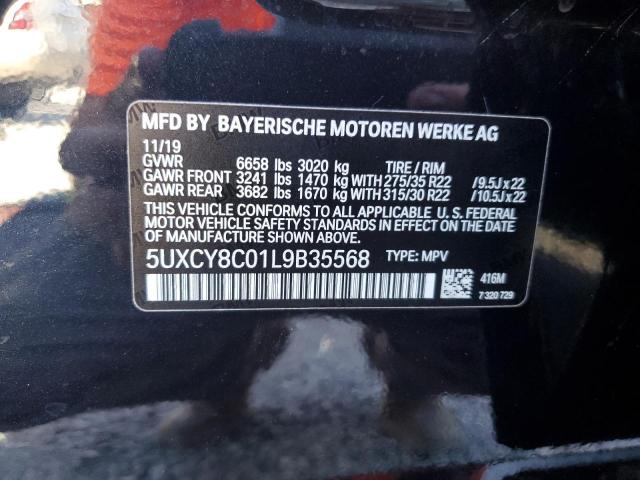 MFD BY BAYERISCHE MOTOREN WERKE AG
11/19
GVWR 6658 lbs 3020 kg TIRE / RIM
GAWR FRONT 3241 lbs 1470 kg WITH 275/35 R22 /9.5J x 22
GAWR REAR 3682 lbs 1670 kg WITH 315/30 R22 /10.5J x 22
THIS VEHICLE CONFORMS TO ALL APPLICABLE U. S. FEDERAL
MOTOR VEHICLE SAFETY STANDARDS IN EFFECT ON THE
DATE OF MANUFACTURE SHOWN ABOVE.
5UXCY8C01L9B35568 TYPE: MPV
416M
7 320 729